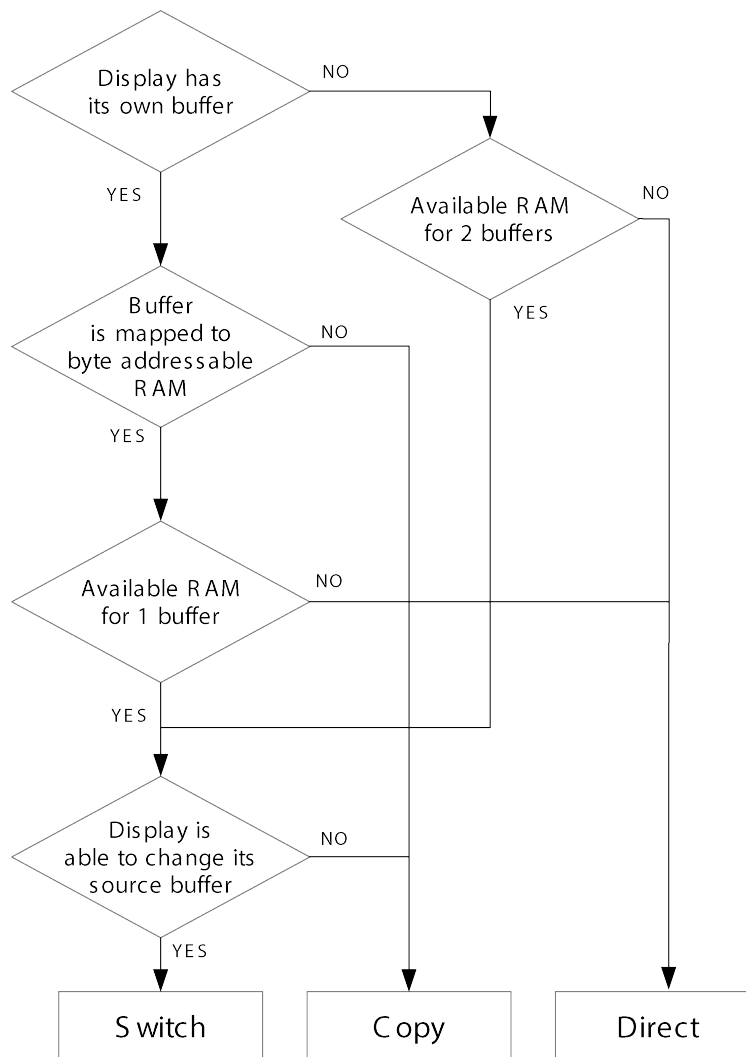 Display has
its own buffer
NO
YES
Available RAM
for 2 buffers
NO
YES
Buffer
is mapped to
byte addressable
RAM
NO
YES
Available RAM
for 1 buffer
NO
YES
Display is
able to change its
source buffer
NO
YES
Switch
Copy
Direct